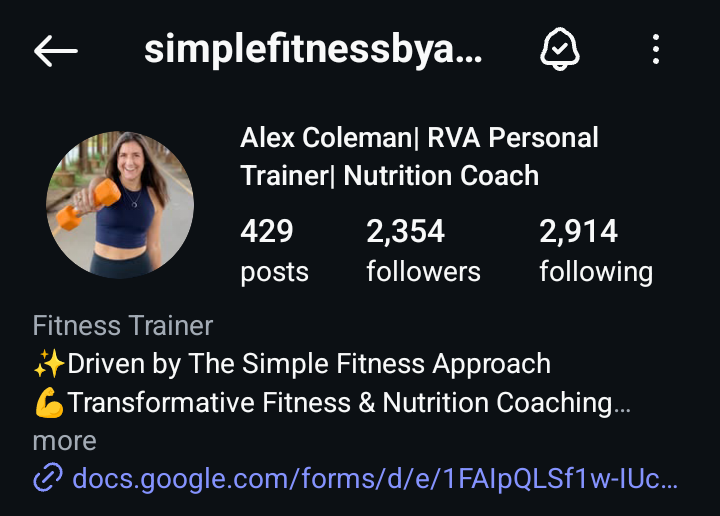 simplefitnessbya...
Alex Coleman| RVA Personal
Trainer| Nutrition Coach
429 2,354 2,914
posts followers following
Fitness Trainer
✨Driven by The Simple Fitness Approach
💪Transformative Fitness & Nutrition Coaching...
more
docs.google.com/forms/d/e/1FAIpQLSf1w-IUc...